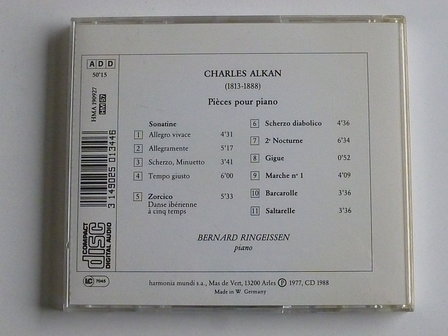 ADD
50'15
HMA 190927
HM/57
3 149025 013446
COMPACT
disc
DIGITAL AUDIO
LC 7045
CHARLES ALKAN
(1813-1888)
Pièces pour piano
Sonatine
1 Allegro vivace 4'31
2 Allegramente 5'17
3 Scherzo, Minuetto 3'41
4 Tempo giusto 6'00
5 Zorcico 5'33
Danse ibérienne
à cinq temps
6 Scherzo diabolico 4'36
7 2e Nocturne 6'34
8 Gigue 0'52
9 Marche nº 1 4'09
10 Barcarolle 3'36
11 Saltarelle 3'36
BERNARD RINGEISSEN
piano
harmonia mundi s.a., Mas de Vert, 13200 Arles Ⓟ 1977, CD 1988
Made in W. Germany